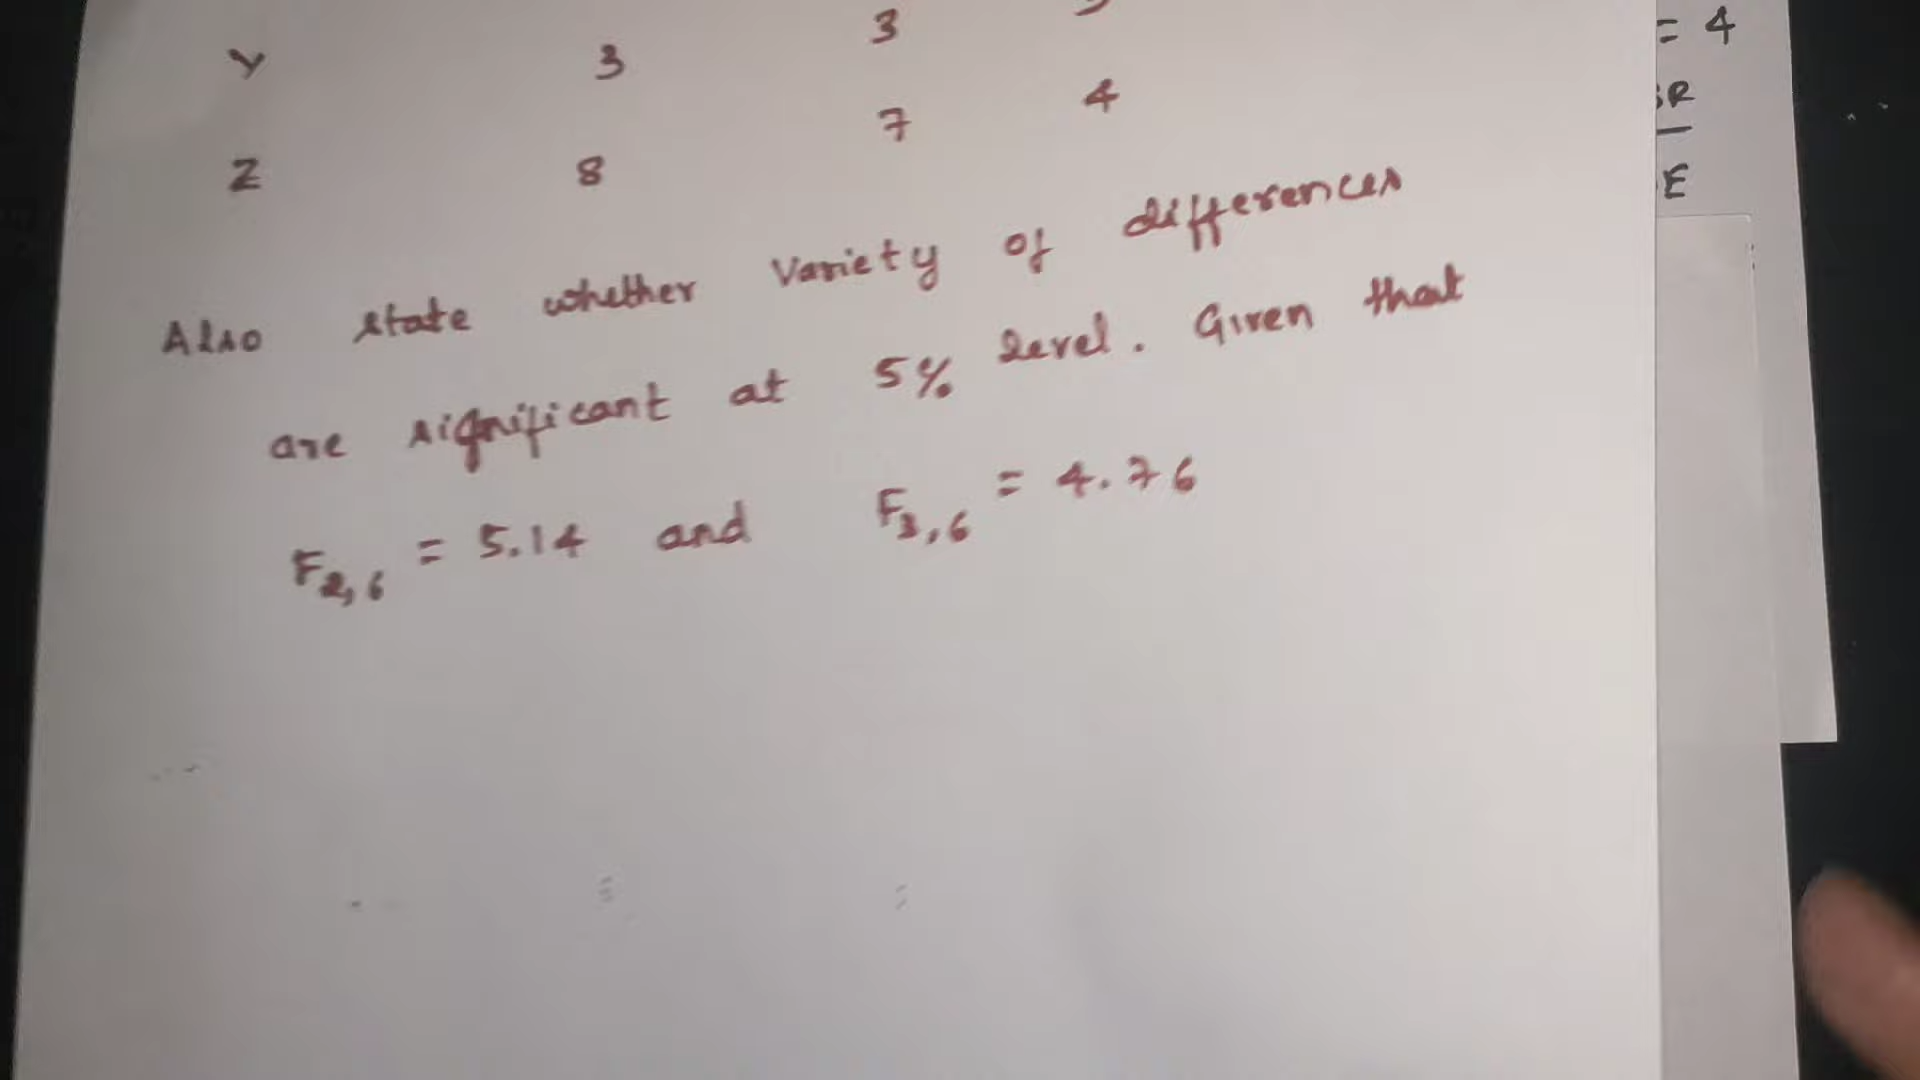 Y 3 3
Z 8 7 4
Also state whether Variety of differences
are significant at 5% level. Given that
F2,6 = 5.14 and F3,6 = 4.76
= 4
SR
E